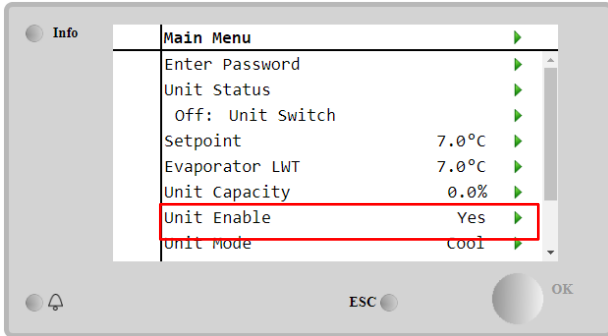 Info
Main Menu
Enter Password
Unit Status
Off: Unit Switch
Setpoint 7.0°C
Evaporator LWT 7.0°C
Unit Capacity 0.0%
Unit Enable Yes
Unit Mode Cool
ESC
OK